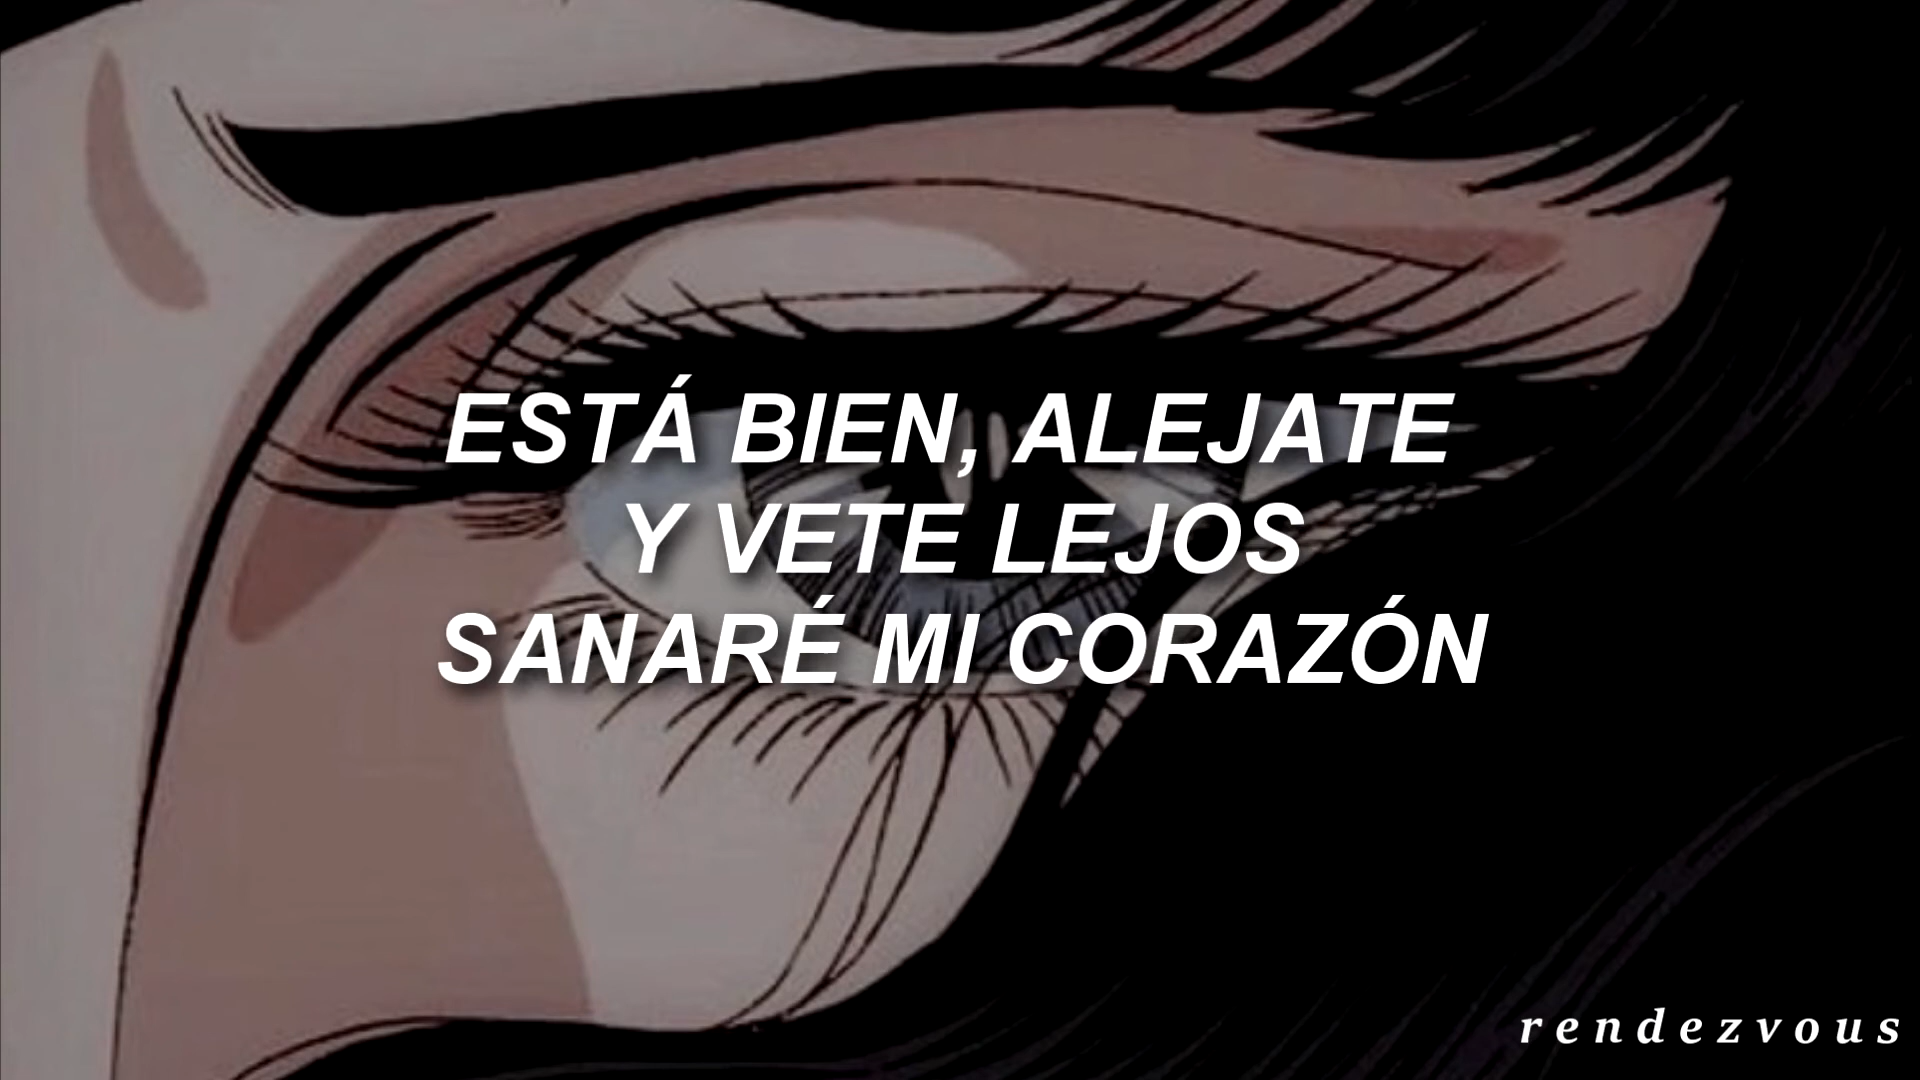 ESTÁ BIEN, ALEJATE
Y VETE LEJOS
SANARÉ MI CORAZÓN
rendezvous